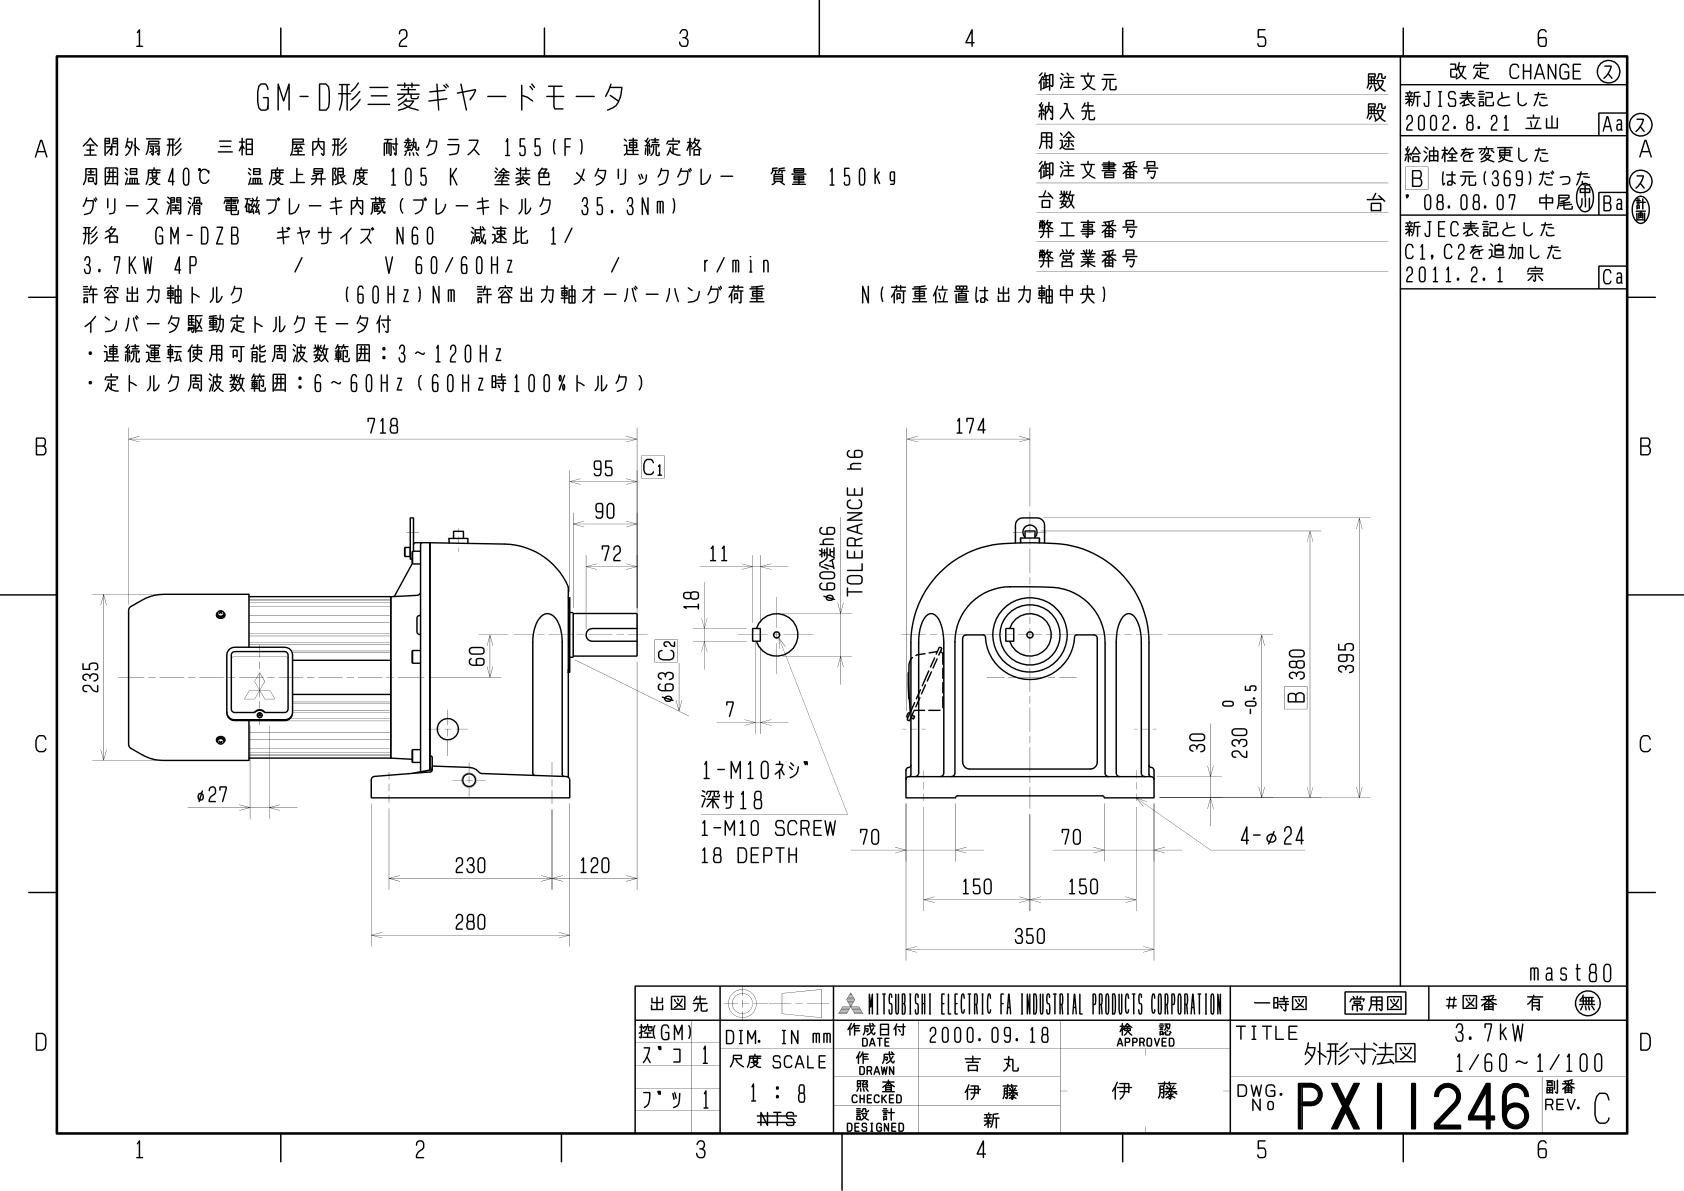 1 2 3 4 5 6
GM-D形三菱ギヤードモータ
全閉外扇形 三相 屋内形 耐熱クラス 155(F) 連続定格
周囲温度40℃ 温度上昇限度 105 K 塗装色 メタリックグレー 質量 150kg
グリース潤滑 電磁ブレーキ内蔵(ブレーキトルク 35.3Nm)
形名 GM-DZB ギヤサイズ N60 減速比 1/
3.7KW 4P / V 60/60Hz / r/min
許容出力軸トルク (60Hz)Nm 許容出力軸オーバーハング荷重 N(荷重位置は出力軸中央)
インバータ駆動定トルクモータ付
・連続運転使用可能周波数範囲:3~120Hz
・定トルク周波数範囲:6~60Hz(60Hz時100%トルク)
御注文元 殿
納入先 殿
用途
御注文書番号
台数 台
弊工事番号
弊営業番号
改定 CHANGE ス
新JIS表記とした
2002.8.21 立山 Aa ス
給油栓を変更した
B は元(369)だった ス
'08.08.07 中尾 中川 Ba 計画
新JEC表記とした
C1,C2を追加した
2011.2.1 宗 Ca
A
B
C
D
A
B
C
D
718
95 C1
90
72
11
18
7
60
φ63 C2
235
φ27
230 120
280
φ60公差h6
TOLERANCE h6
1-M10ネジ
深サ18
1-M10 SCREW
18 DEPTH
174
395
B 380
230 0 -0.5
30
70 70
4-φ24
150 150
350
mast80
出図先
控(GM)
ズコ 1
ブツ 1
DIM. IN mm
尺度 SCALE
1:8
NTS
MITSUBISHI ELECTRIC FA INDUSTRIAL PRODUCTS CORPORATION
作成日付 DATE 2000.09.18
作成 DRAWN 吉丸
照査 CHECKED 伊藤
設計 DESIGNED 新
検認 APPROVED
伊藤
一時図 常用図 #図番 有 無
TITLE 3.7kW
外形寸法図 1/60~1/100
DWG. No PX11246 副番 REV. C
1 2 3 4 5 6